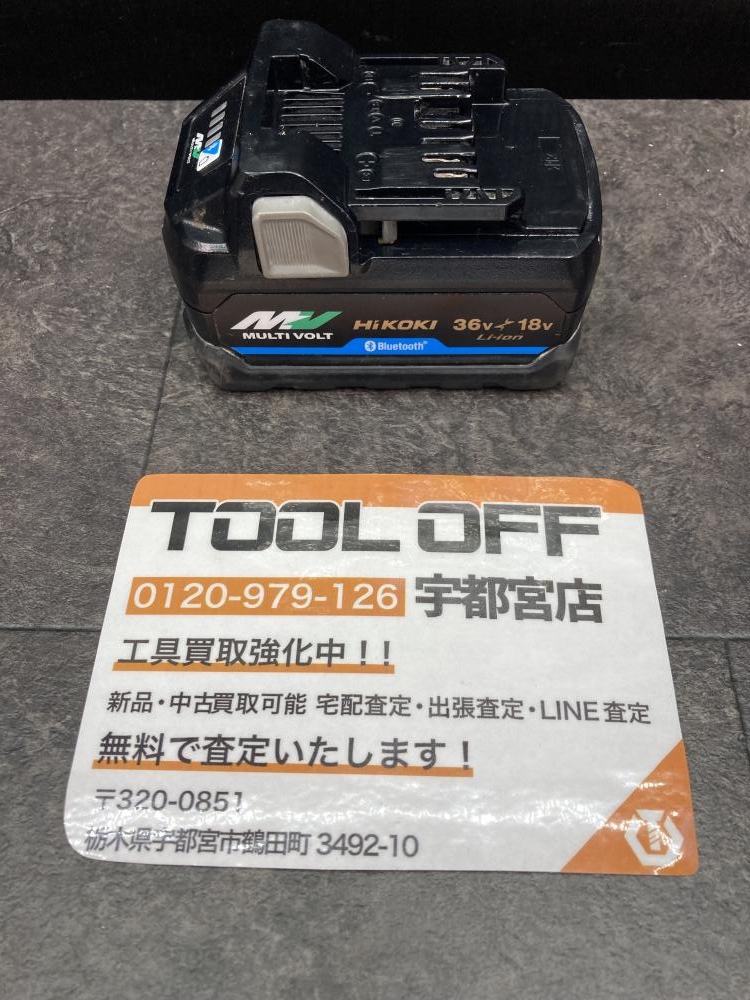 MV
MULTI VOLT
HiKOKI
36V
18V
Li-ion
Bluetooth
TOOL OFF
0120-979-126 宇都宮店
工具買取強化中！！
新品・中古買取可能 宅配査定・出張査定・LINE査定
無料で査定いたします！
〒320-0851
栃木県宇都宮市鶴田町 3492-10